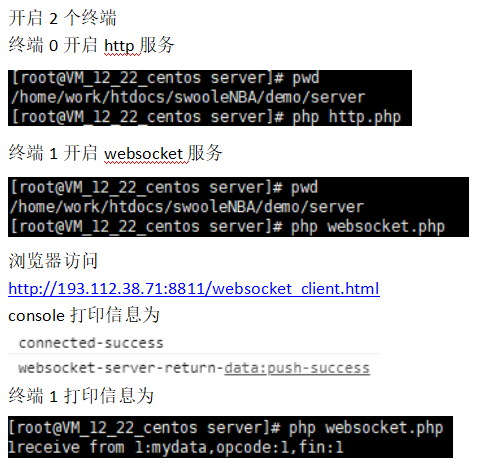 开启 2 个终端
终端 0 开启 http 服务
[root@VM_12_22_centos server]# pwd
/home/work/htdocs/swooleNBA/demo/server
[root@VM_12_22_centos server]# php http.php
终端 1 开启 websocket 服务
[root@VM_12_22_centos server]# pwd
/home/work/htdocs/swooleNBA/demo/server
[root@VM_12_22_centos server]# php websocket.php
浏览器访问
http://193.112.38.71:8811/websocket_client.html
console 打印信息为
connected-success
websocket-server-return-data:push-success
终端 1 打印信息为
[root@VM_12_22_centos server]# php websocket.php
1receive from 1:mydata,opcode:1,fin:1